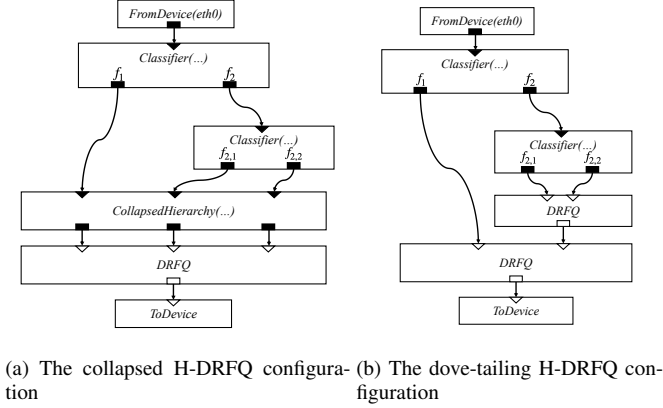 FromDevice(eth0)
Classifier(...)
f1
f2
Classifier(...)
f2,1
f2,2
CollapsedHierarchy(...)
DRFQ
ToDevice
(a) The collapsed H-DRFQ configura-
tion
FromDevice(eth0)
Classifier(...)
f1
f2
Classifier(...)
f2,1
f2,2
DRFQ
DRFQ
ToDevice
(b) The dove-tailing H-DRFQ con-
figuration